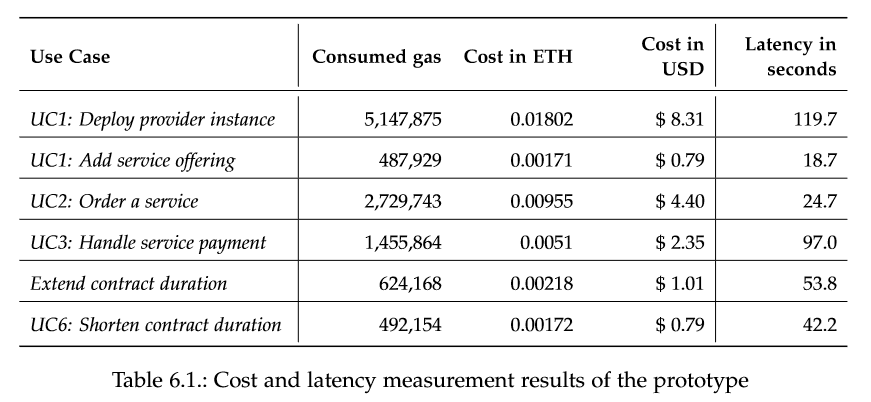 Use Case Consumed gas Cost in ETH Cost in USD Latency in seconds
UC1: Deploy provider instance 5,147,875 0.01802 $ 8.31 119.7
UC1: Add service offering 487,929 0.00171 $ 0.79 18.7
UC2: Order a service 2,729,743 0.00955 $ 4.40 24.7
UC3: Handle service payment 1,455,864 0.0051 $ 2.35 97.0
Extend contract duration 624,168 0.00218 $ 1.01 53.8
UC6: Shorten contract duration 492,154 0.00172 $ 0.79 42.2
Table 6.1.: Cost and latency measurement results of the prototype